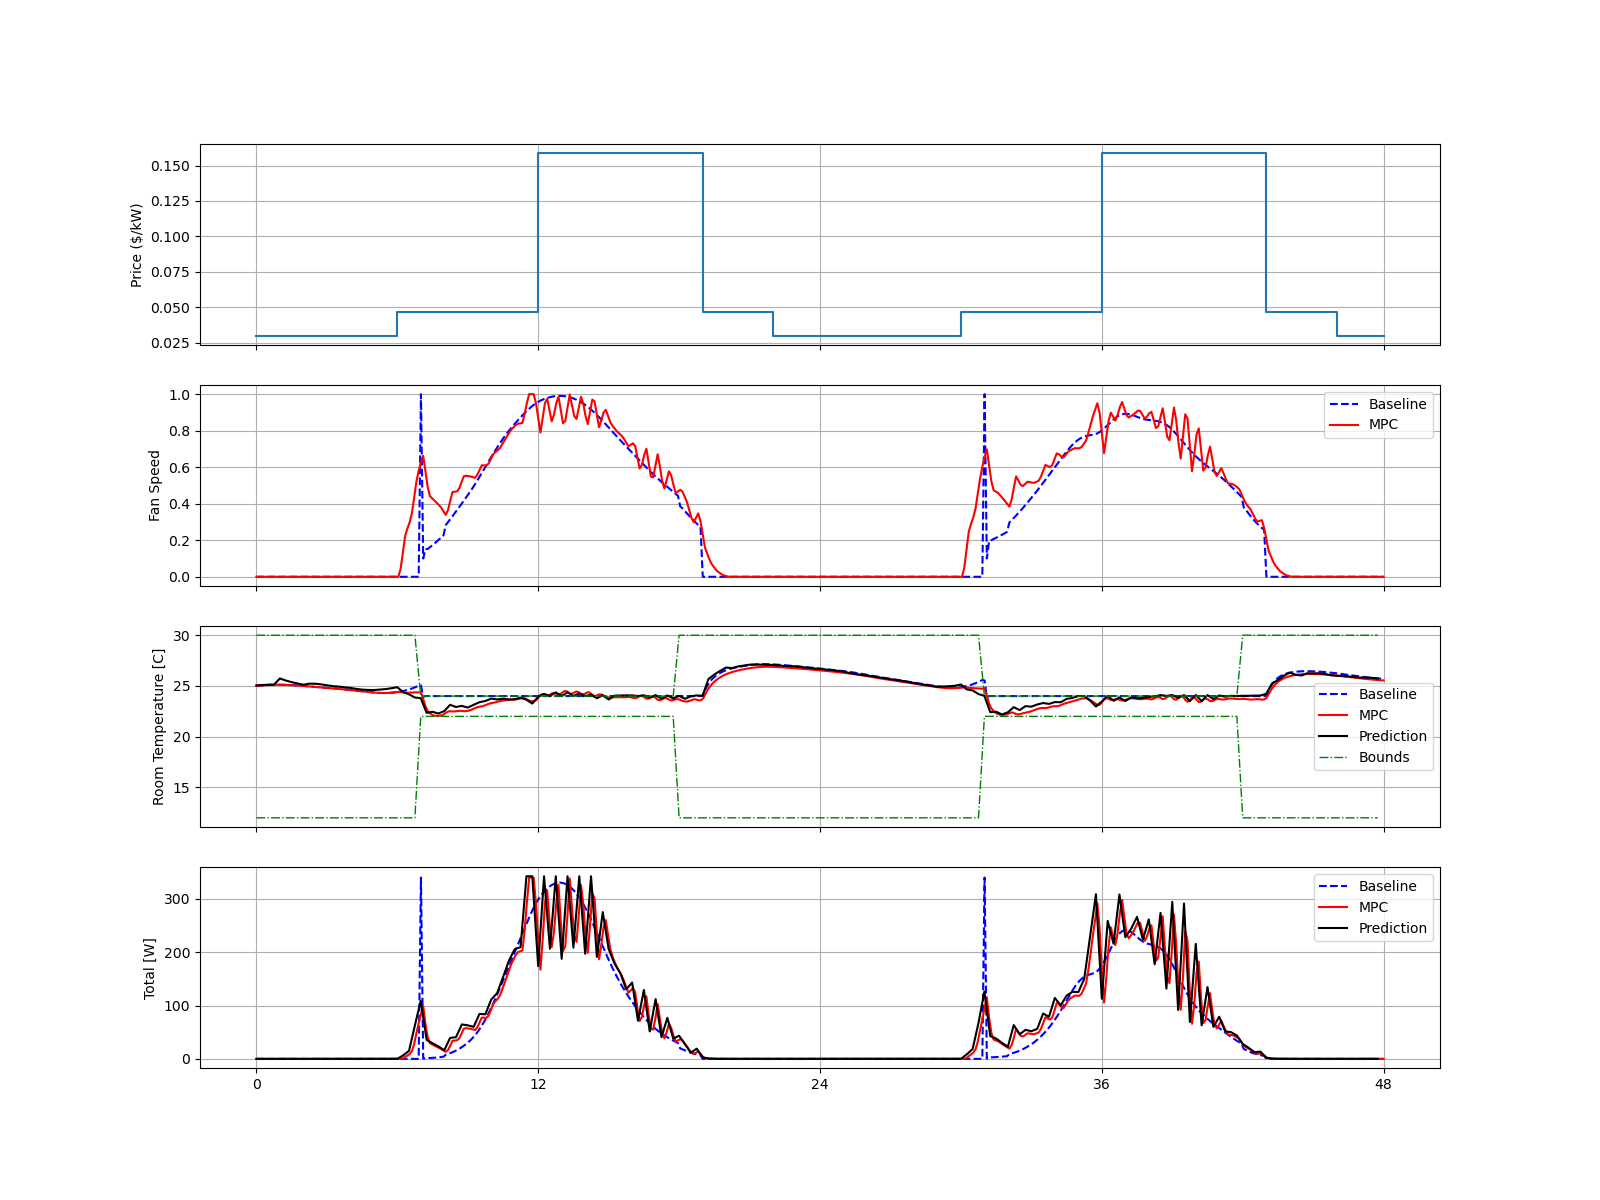 0.150
0.125
0.100
0.075
0.050
0.025
Price ($/kW)
1.0
0.8
0.6
0.4
0.2
0.0
Fan Speed
Baseline
MPC
30
25
20
15
Room Temperature [C]
Baseline
MPC
Prediction
Bounds
300
200
100
0
Total [W]
Baseline
MPC
Prediction
0 12 24 36 48